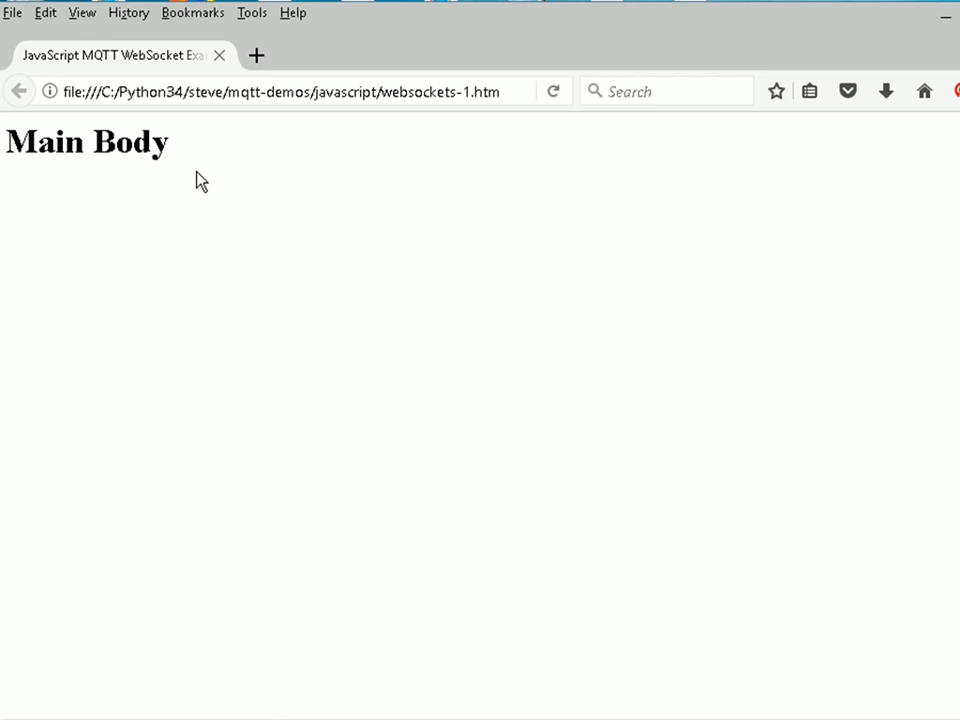 File Edit View History Bookmarks Tools Help
JavaScript MQTT WebSocket Exa
file:///C:/Python34/steve/mqtt-demos/javascript/websockets-1.htm Search
Main Body